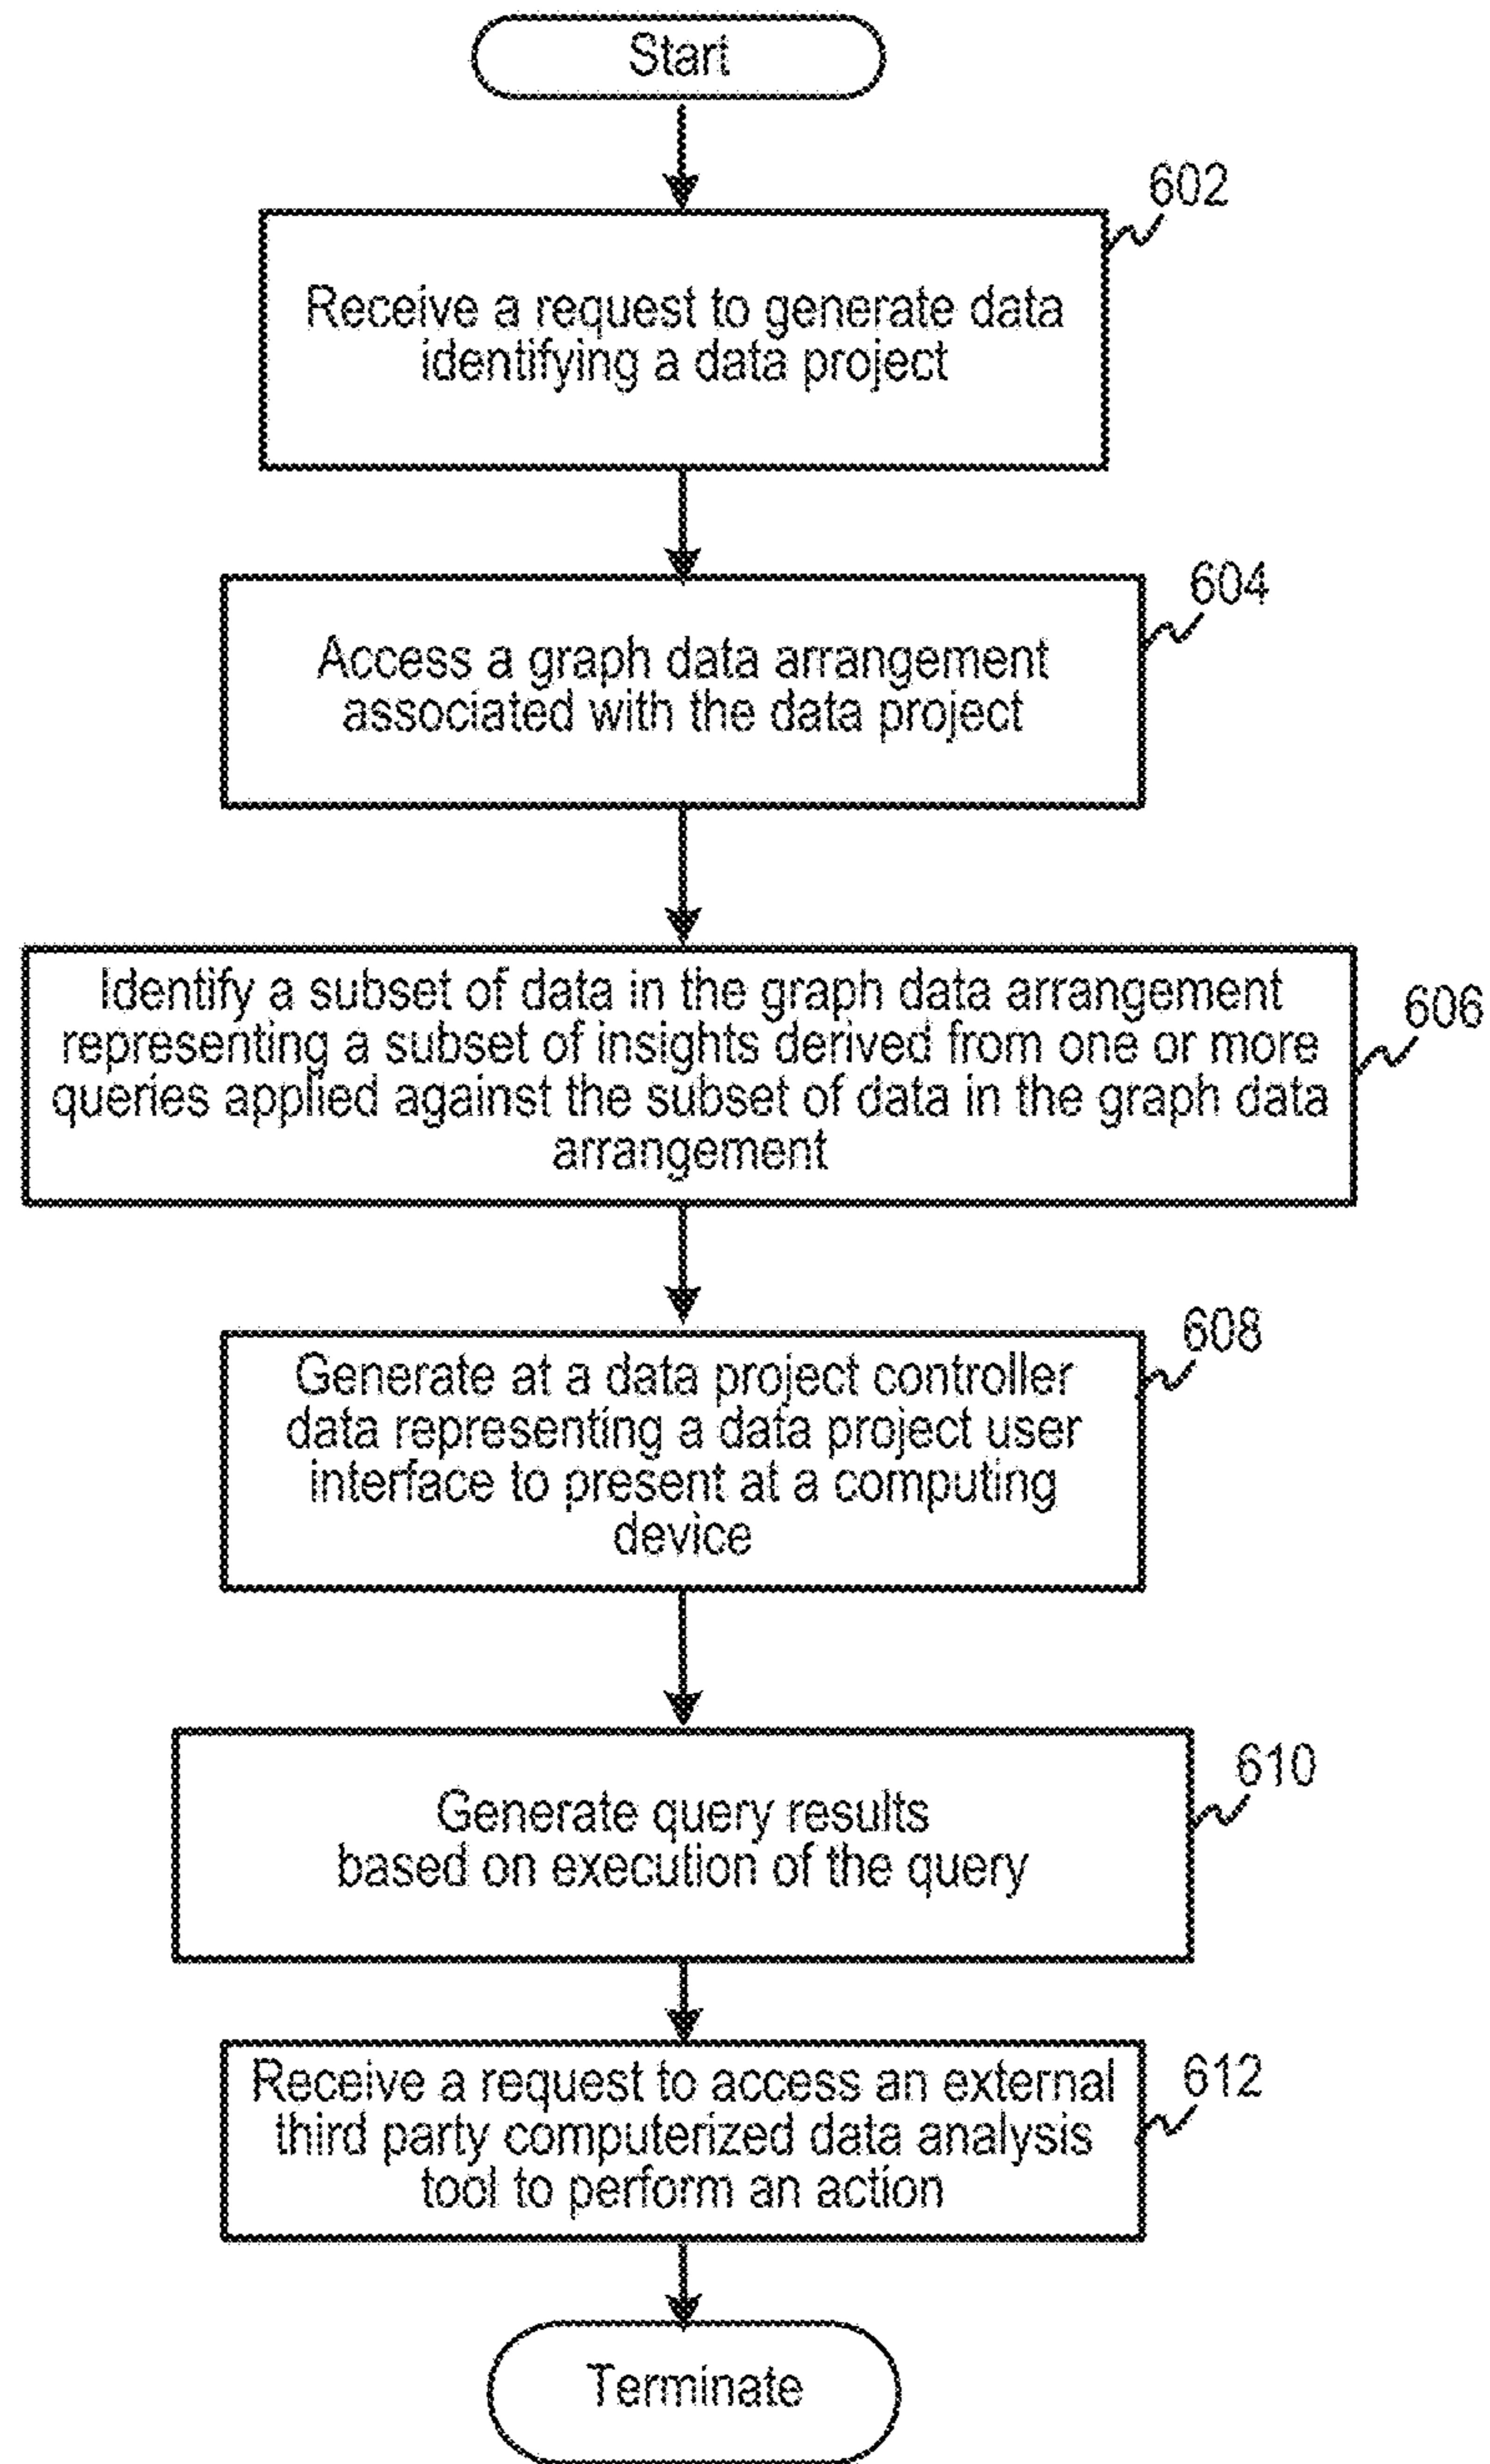 Start
602
Receive a request to generate data
identifying a data project
604
Access a graph data arrangement
associated with the data project
606
Identify a subset of data in the graph data arrangement
representing a subset of insights derived from one or more
queries applied against the subset of data in the graph data
arrangement
608
Generate at a data project controller
data representing a data project user
interface to present at a computing
device
610
Generate query results
based on execution of the query
612
Receive a request to access an external
third party computerized data analysis
tool to perform an action
Terminate